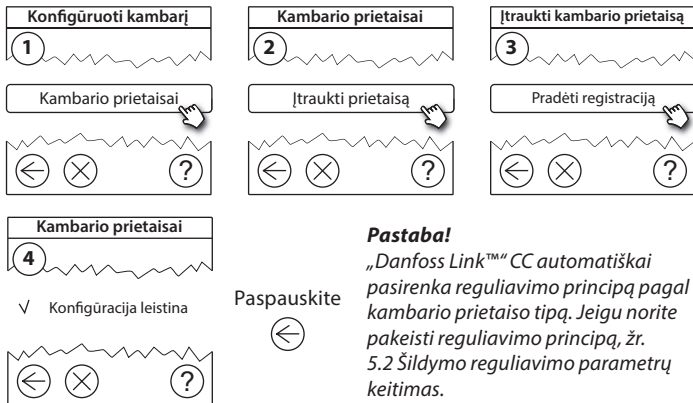 Konfigūruoti kambarį
1
Kambario prietaisai
?
Kambario prietaisai
2
Įtraukti prietaisą
?
Įtraukti kambario prietaisą
3
Pradėti registraciją
?
Kambario prietaisai
4
√ Konfigūracija leistina
?
Paspauskite
Pastaba!
„Danfoss Link™“ CC automatiškai
pasirenka reguliavimo principą pagal
kambario prietaiso tipą. Jeigu norite
pakeisti reguliavimo principą, žr.
5.2 Šildymo reguliavimo parametrų
keitimas.